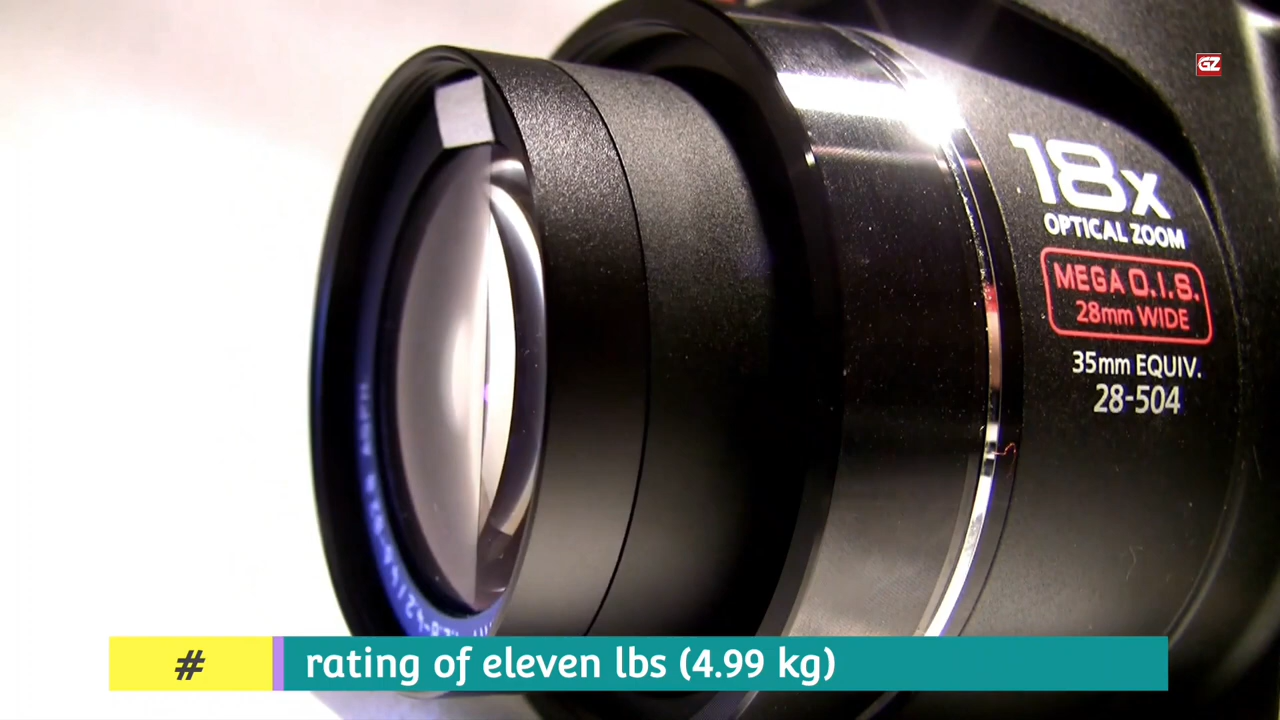 GZ
18x
OPTICAL ZOOM
MEGA O.I.S.
28mm WIDE
35mm EQUIV.
28-504
# rating of eleven lbs (4.99 kg)